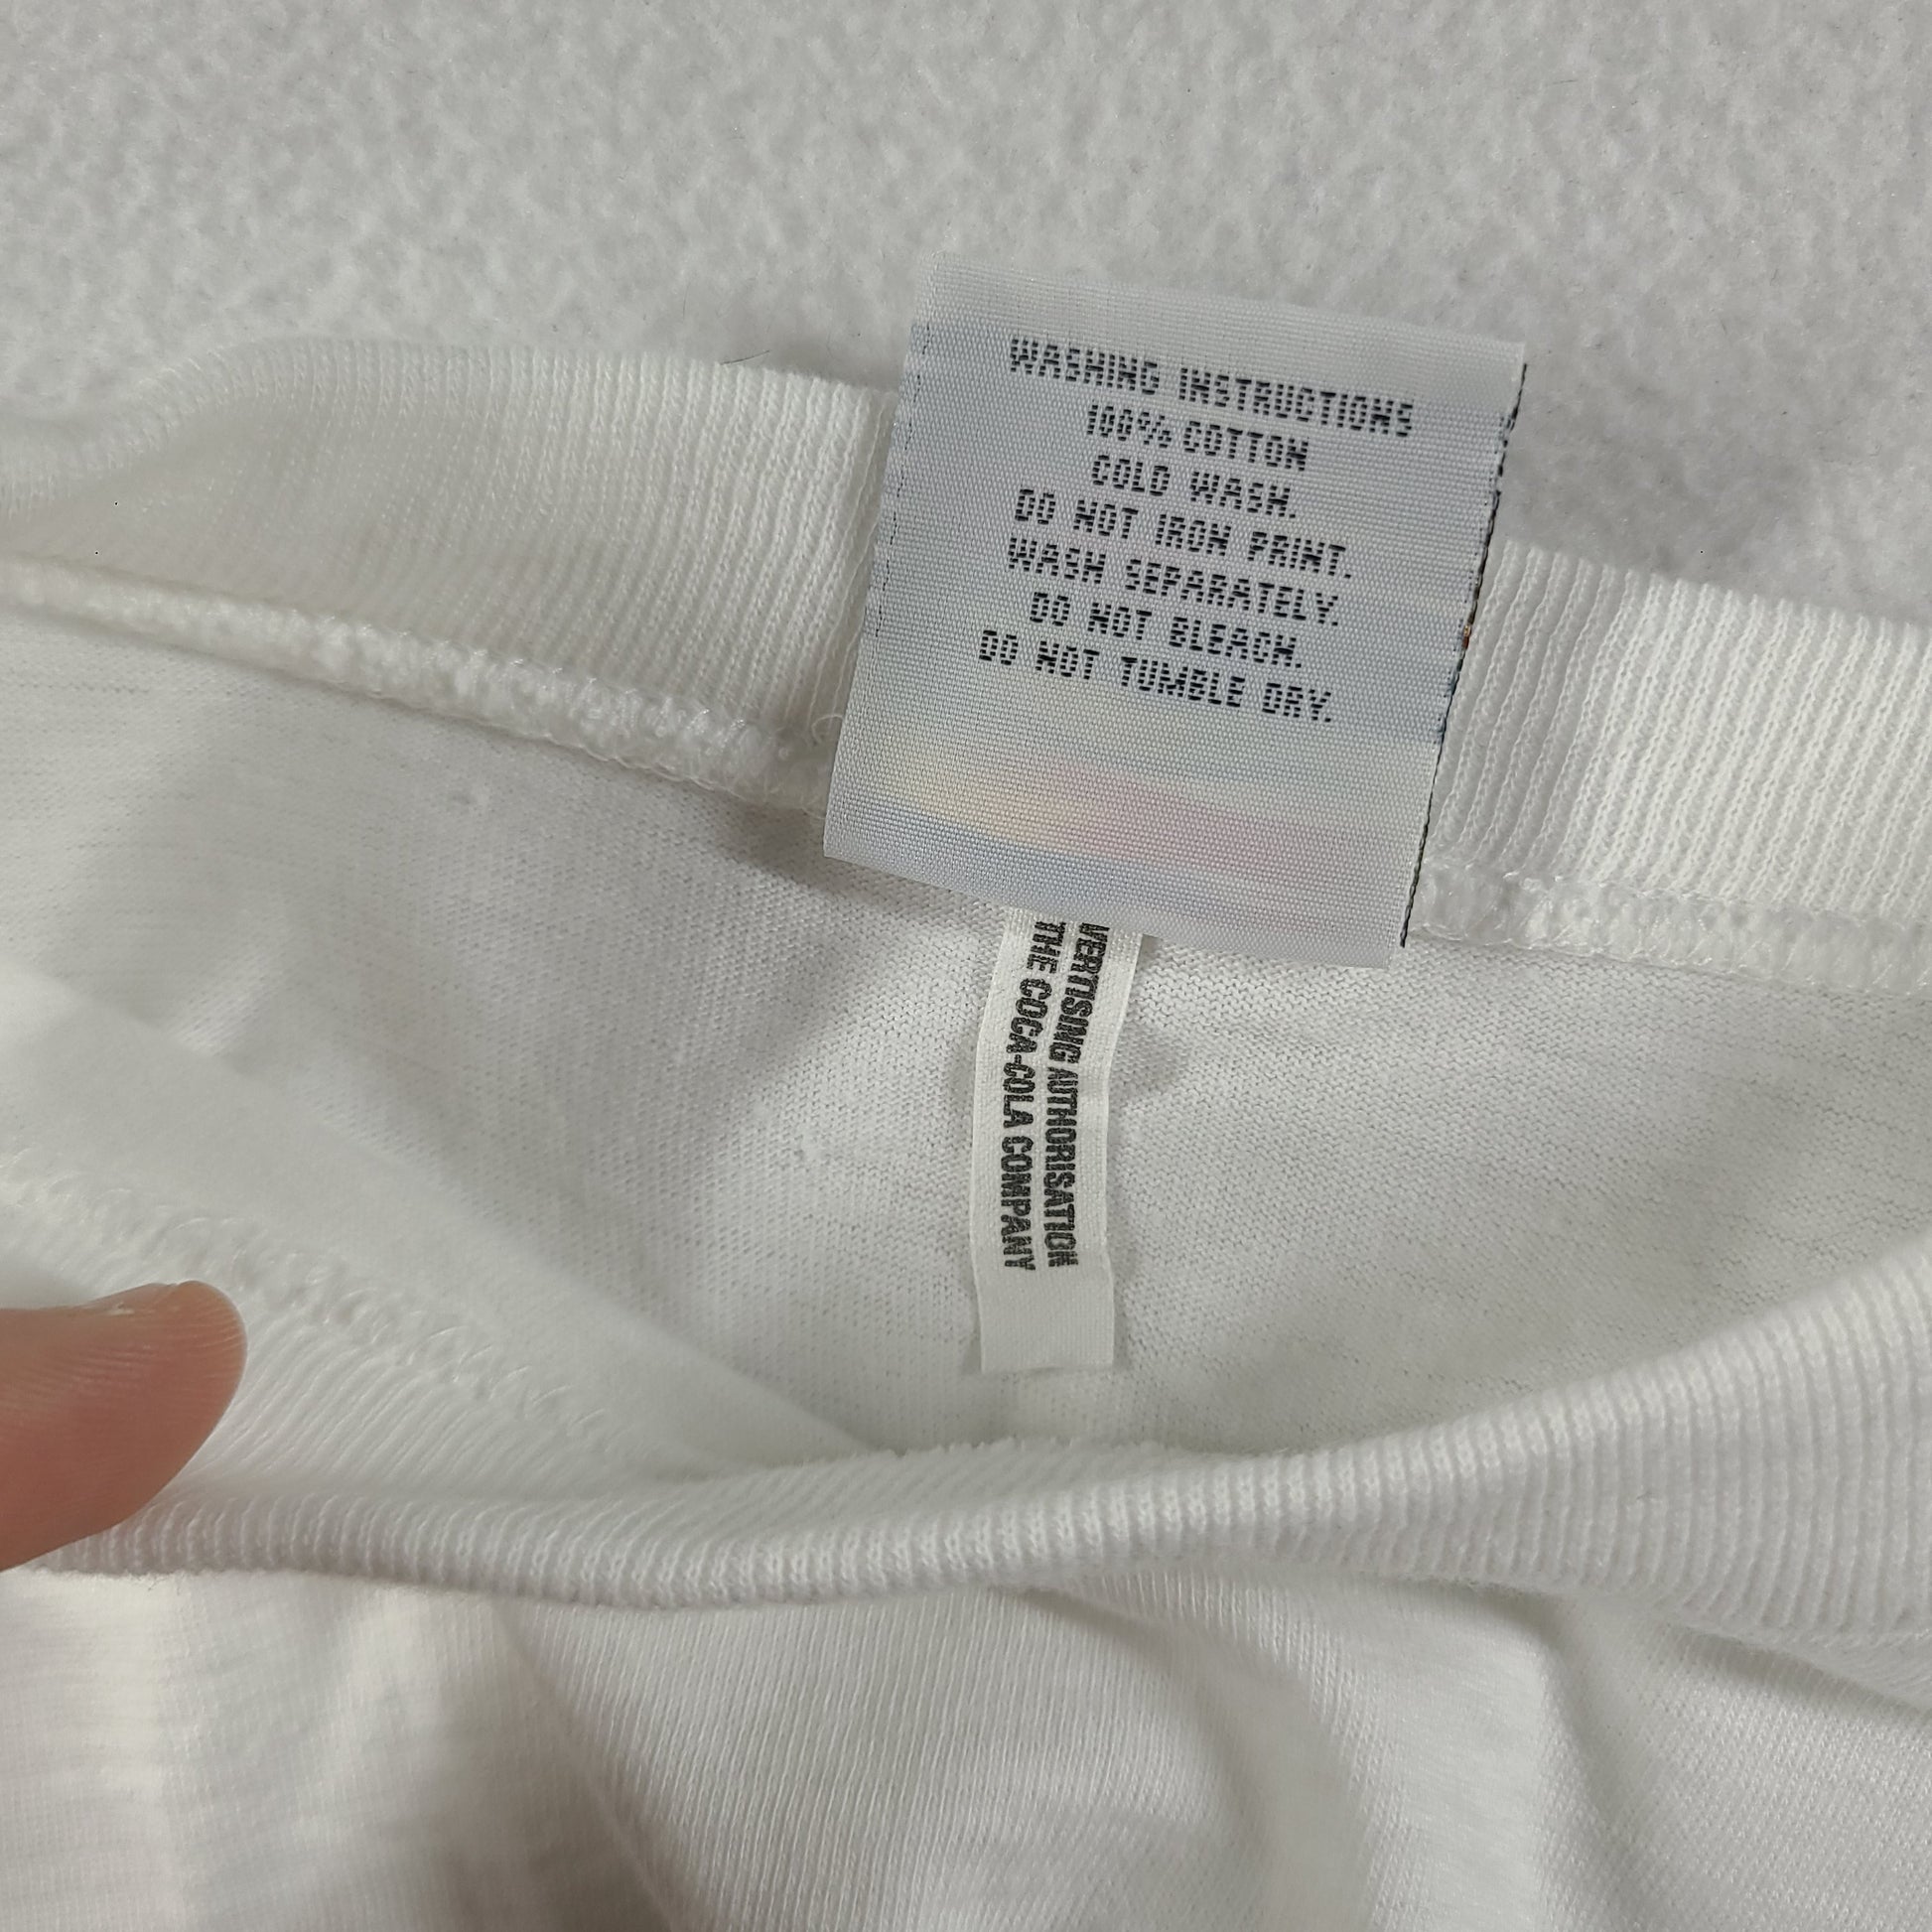 WASHING INSTRUCTIONS
100% COTTON
COLD WASH.
DO NOT IRON PRINT.
WASH SEPARATELY.
DO NOT BLEACH.
DO NOT TUMBLE DRY.
VERTISING AUTHORISATION
THE COCA-COLA COMPANY